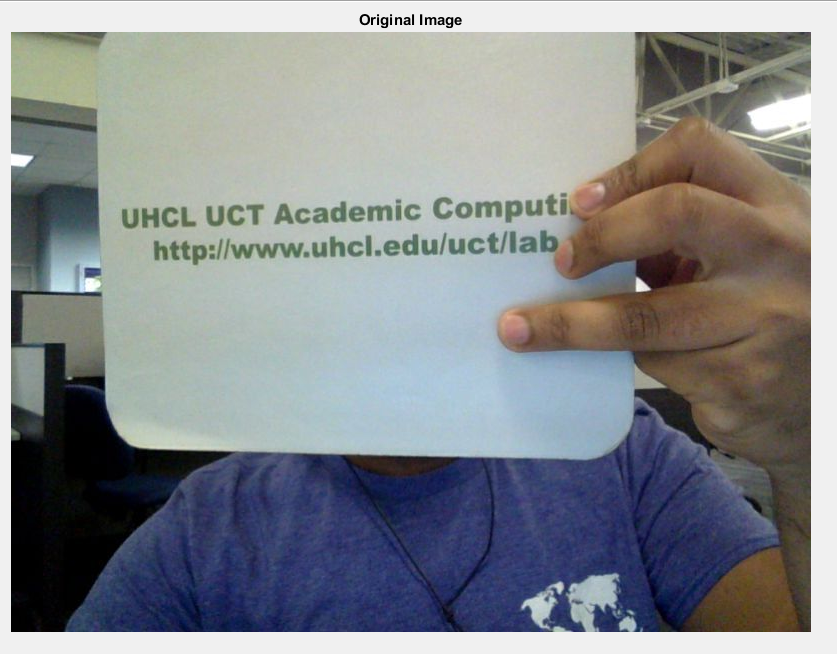 Original Image
UHCL UCT Academic Computi
http://www.uhcl.edu/uct/lab